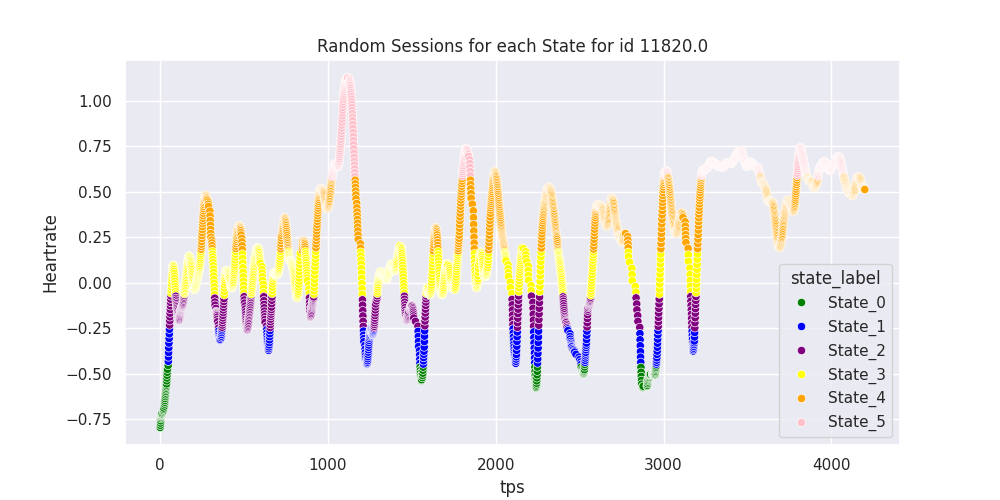 Random Sessions for each State for id 11820.0
Heartrate
1.00
0.75
0.50
0.25
0.00
−0.25
−0.50
−0.75
state_label
State_0
State_1
State_2
State_3
State_4
State_5
0 1000 2000 3000 4000
tps